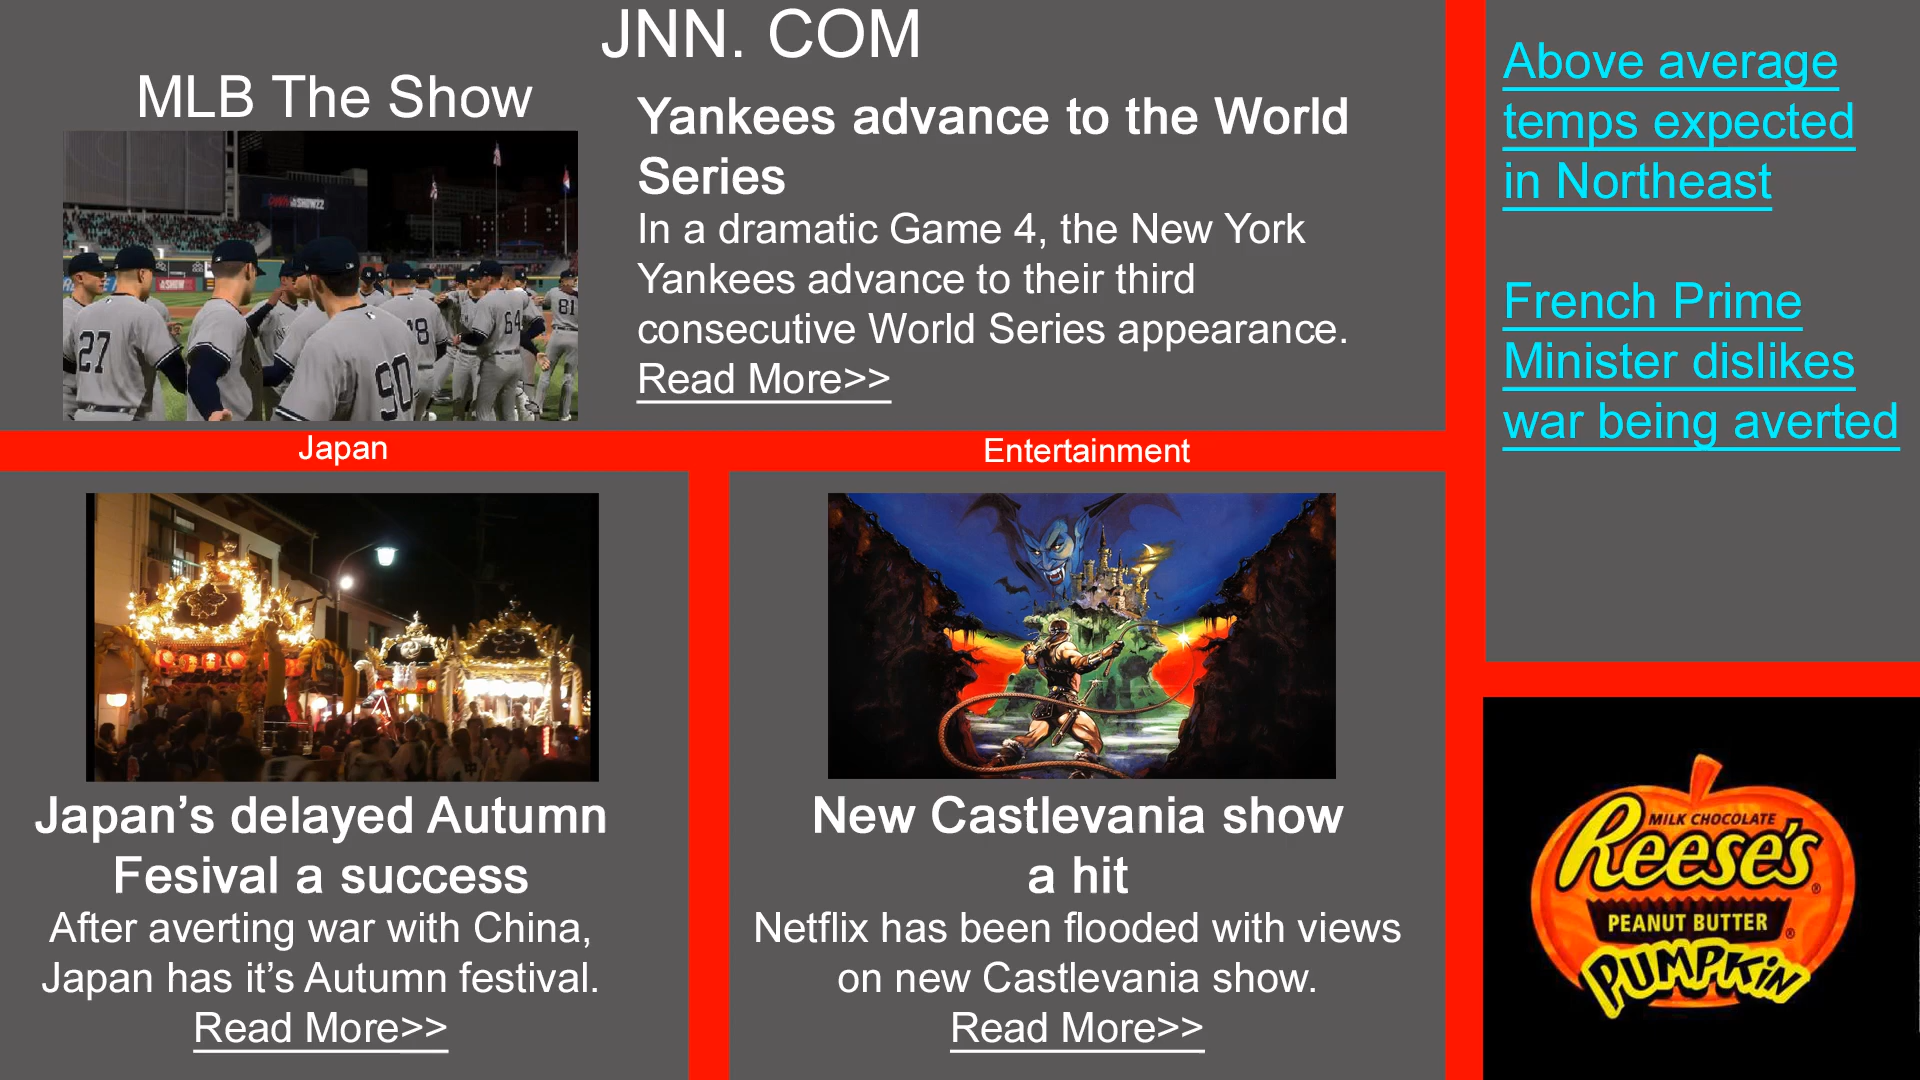 JNN. COM
MLB The Show
27
90
64
81
Yankees advance to the World
Series
In a dramatic Game 4, the New York
Yankees advance to their third
consecutive World Series appearance.
Read More>>
Above average
temps expected
in Northeast
French Prime
Minister dislikes
war being averted
Japan
Japan’s delayed Autumn
Fesival a success
After averting war with China,
Japan has it’s Autumn festival.
Read More>>
Entertainment
New Castlevania show
a hit
Netflix has been flooded with views
on new Castlevania show.
Read More>>
MILK CHOCOLATE
Reese's
PEANUT BUTTER
PUMPKIN